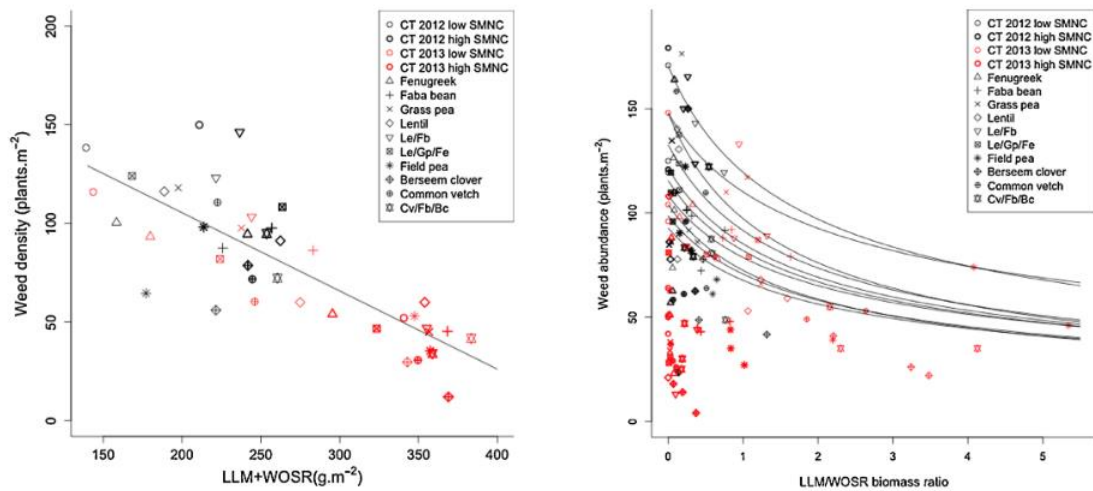 200
150
100
50
0
Weed density (plants.m⁻²)
150
200
250
300
350
400
LLM+WOSR(g.m⁻²)
CT 2012 low SMNC
CT 2012 high SMNC
CT 2013 low SMNC
CT 2013 high SMNC
Fenugreek
Faba bean
Grass pea
Lentil
Le/Fb
Le/Gp/Fe
Field pea
Berseem clover
Common vetch
Cv/Fb/Bc
150
100
50
0
Weed abundance (plants.m⁻²)
0
1
2
3
4
5
LLM/WOSR biomass ratio
CT 2012 low SMNC
CT 2012 high SMNC
CT 2013 low SMNC
CT 2013 high SMNC
Fenugreek
Faba bean
Grass pea
Lentil
Le/Fb
Le/Gp/Fe
Field pea
Berseem clover
Common vetch
Cv/Fb/Bc